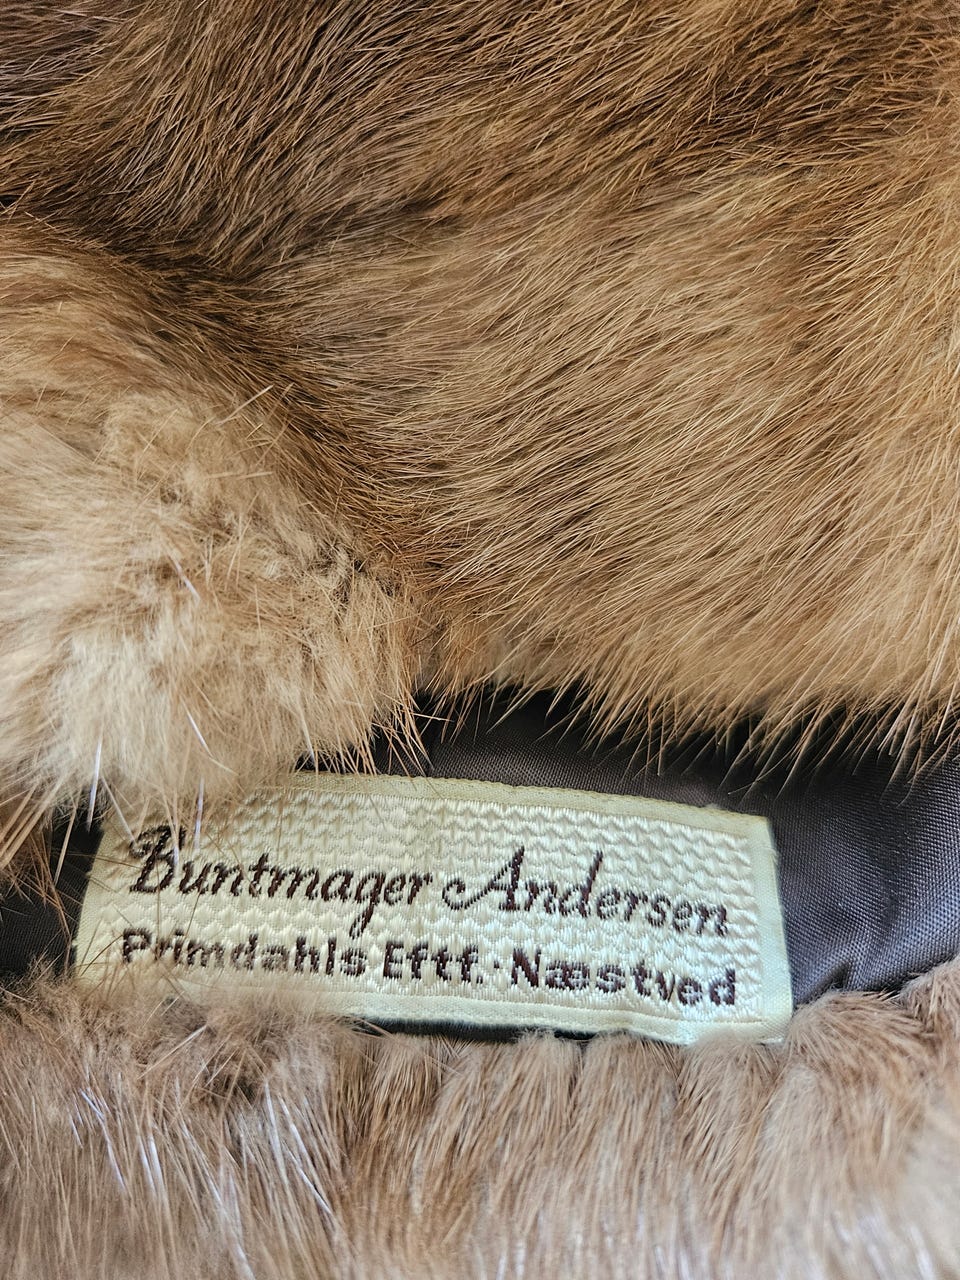 Buntmager Andersen
Primdahls Eftf. · Næstved